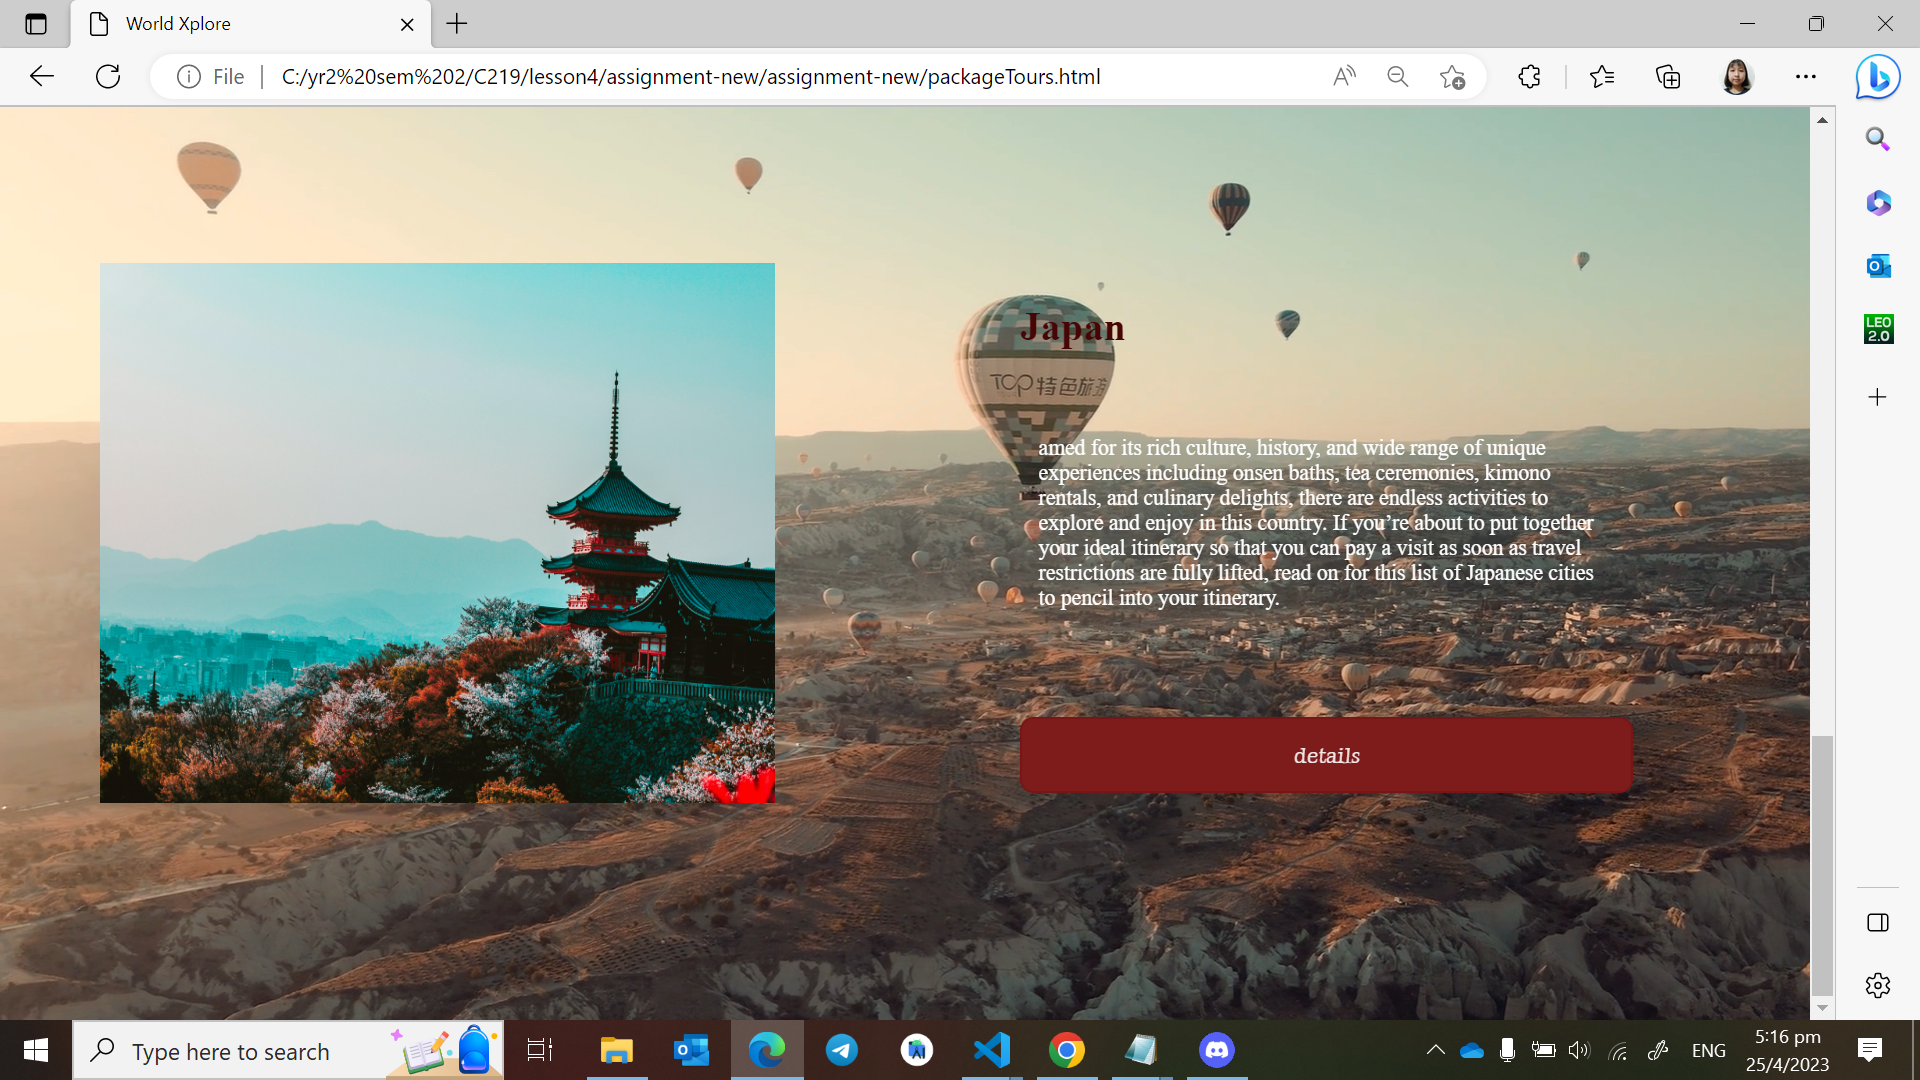 World Xplore
File
C:/yr2%20sem%202/C219/lesson4/assignment-new/assignment-new/packageTours.html
LEO
2.0
Japan
TOP特色旅游
amed for its rich culture, history, and wide range of unique
experiences including onsen baths, tea ceremonies, kimono
rentals, and culinary delights, there are endless activities to
explore and enjoy in this country. If you’re about to put together
your ideal itinerary so that you can pay a visit as soon as travel
restrictions are fully lifted, read on for this list of Japanese cities
to pencil into your itinerary.
details
Type here to search
ENG
5:16 pm
25/4/2023